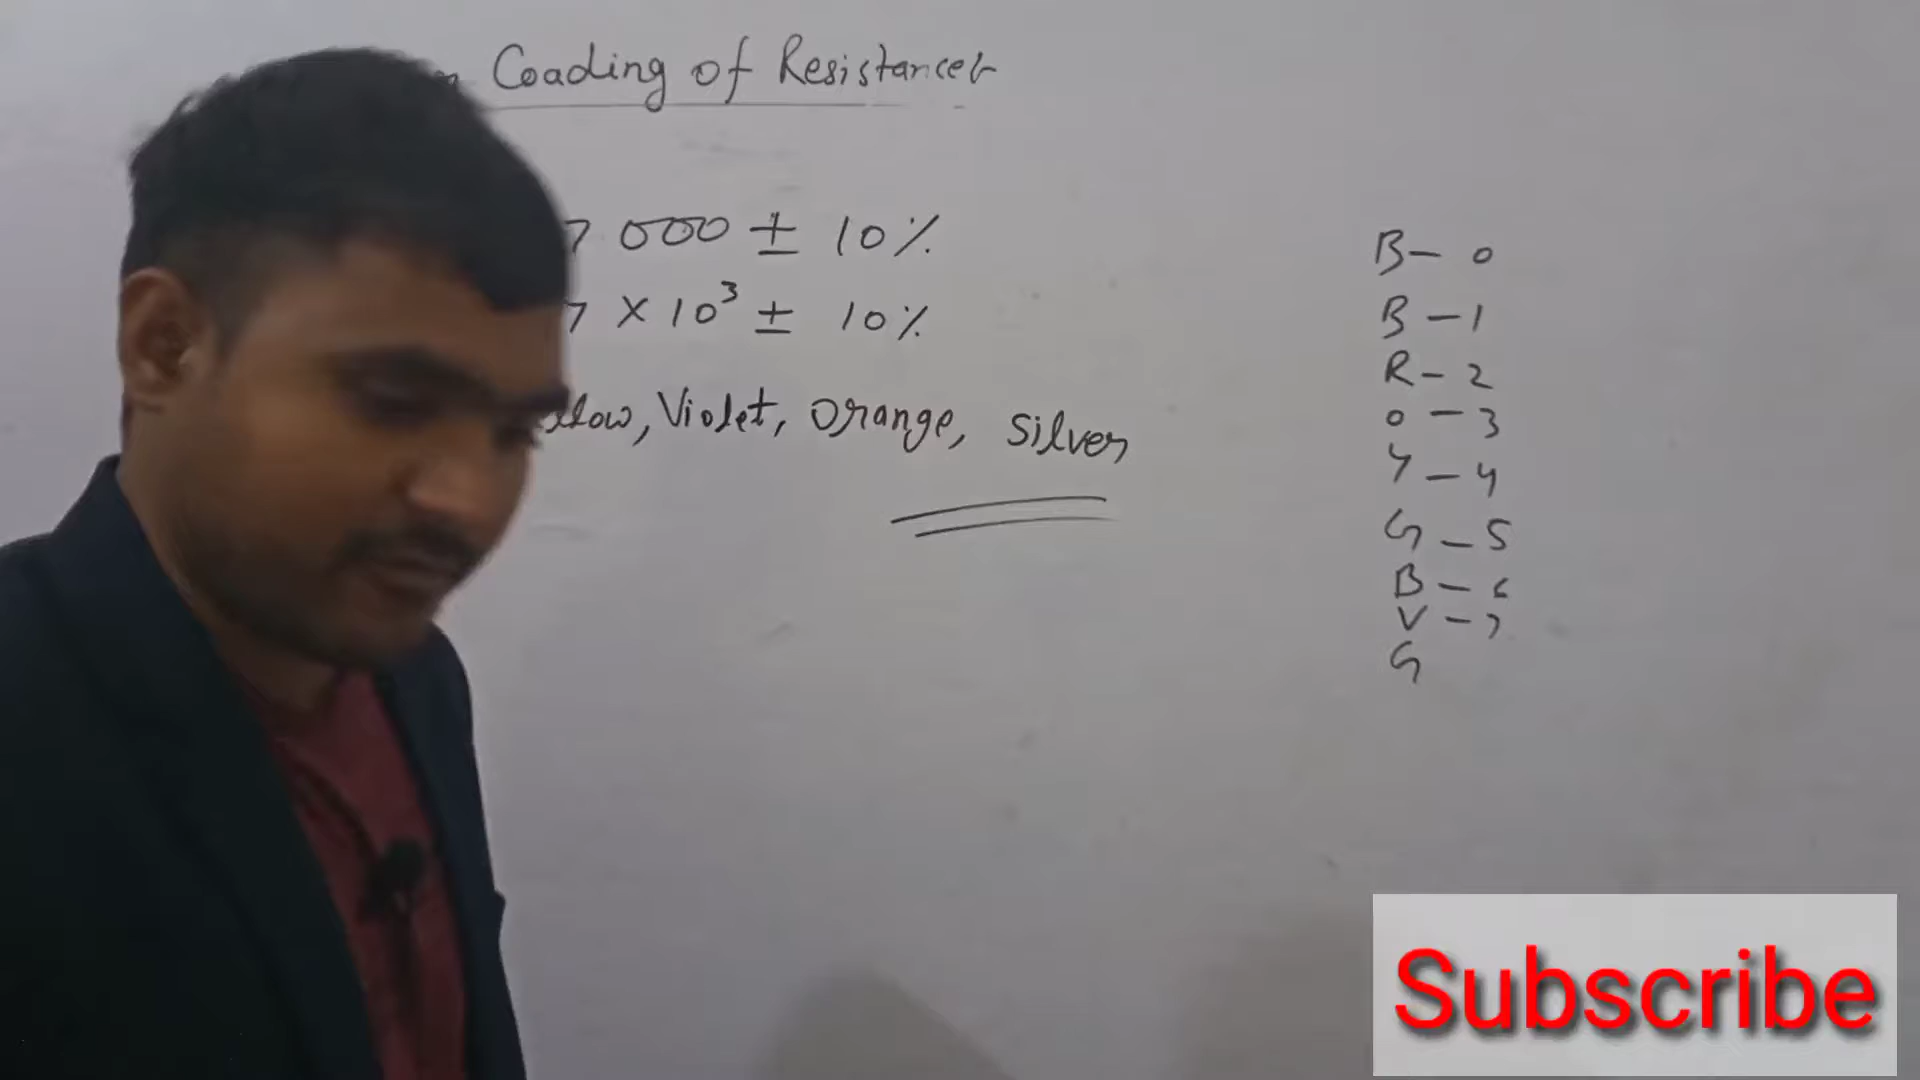 Coading of Resistance
7 000 ± 10%
7 × 10³ ± 10%
llow, Violet, Orange, Silver
B - 0
B - 1
R - 2
O - 3
Y - 4
G - 5
B - 6
V - 7
G
Subscribe